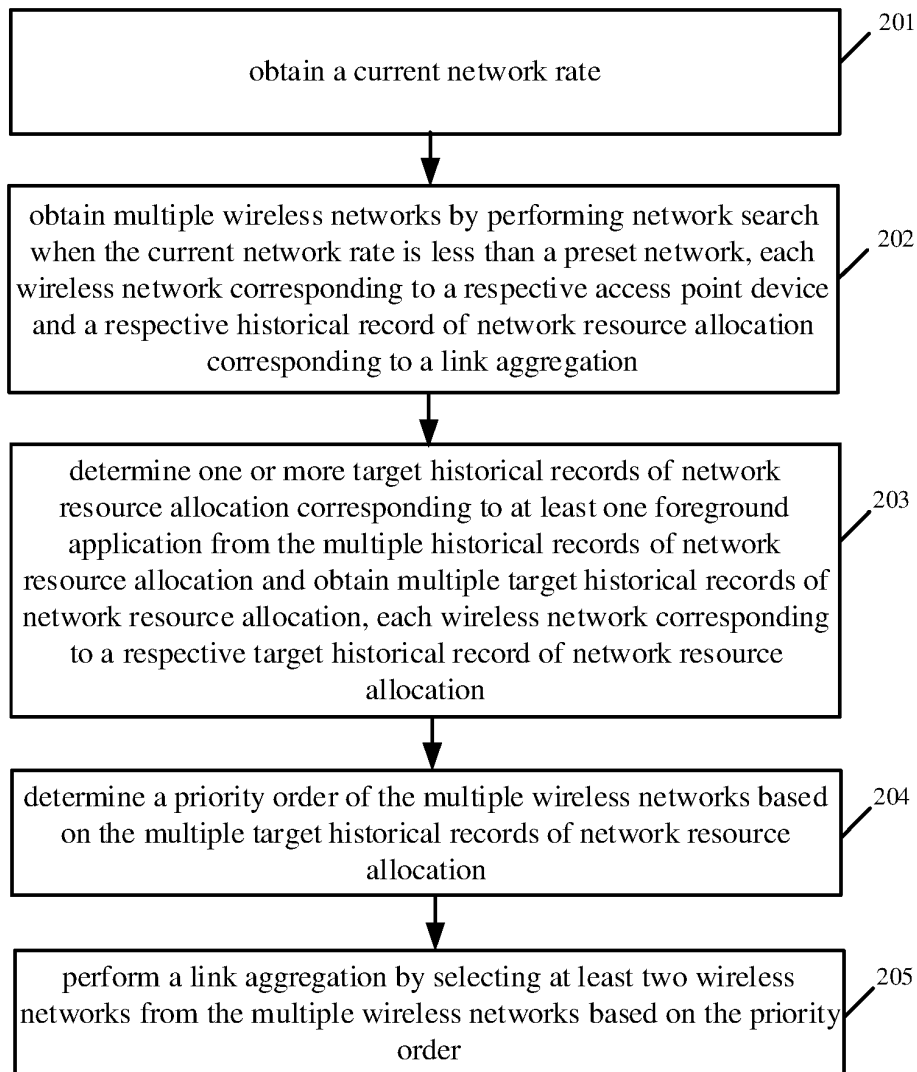 201
obtain a current network rate
obtain multiple wireless networks by performing network search
when the current network rate is less than a preset network, each
wireless network corresponding to a respective access point device
and a respective historical record of network resource allocation
corresponding to a link aggregation
202
determine one or more target historical records of network
resource allocation corresponding to at least one foreground
application from the multiple historical records of network
resource allocation and obtain multiple target historical records of
network resource allocation, each wireless network corresponding
to a respective target historical record of network resource
allocation
203
determine a priority order of the multiple wireless networks based
on the multiple target historical records of network resource
allocation
204
perform a link aggregation by selecting at least two wireless
networks from the multiple wireless networks based on the priority
order
205